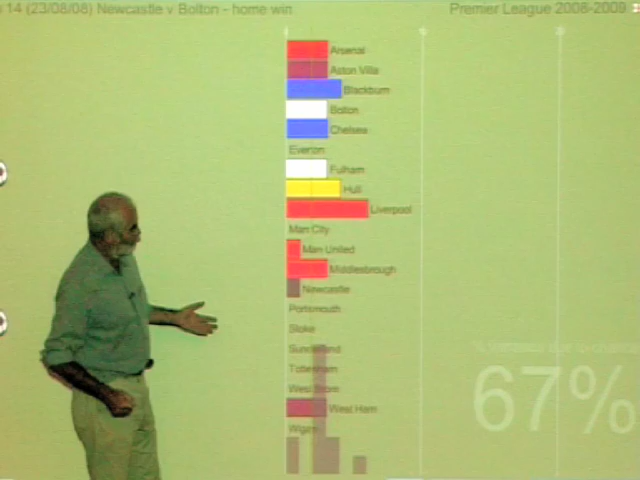 14 (23/08/08) Newcastle v Bolton - home win
Premier League 2008-2009
Arsenal
Aston Villa
Blackburn
Bolton
Chelsea
Everton
Fulham
Hull
Liverpool
Man City
Man United
Middlesbrough
Newcastle
Portsmouth
Stoke
Sunderland
Tottenham
West Brom
West Ham
Wigan
67%